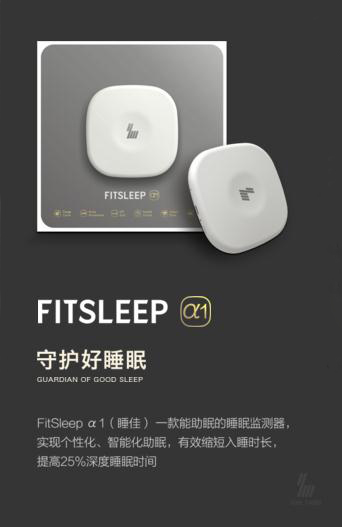 FITSLEEP α1
FITSLEEP α1
守护好睡眠
GUARDIAN OF GOOD SLEEP
FitSleep α1（睡佳）一款能助眠的睡眠监测器，
实现个性化、智能化助眠，有效缩短入睡时长，
提高25%深度睡眠时间